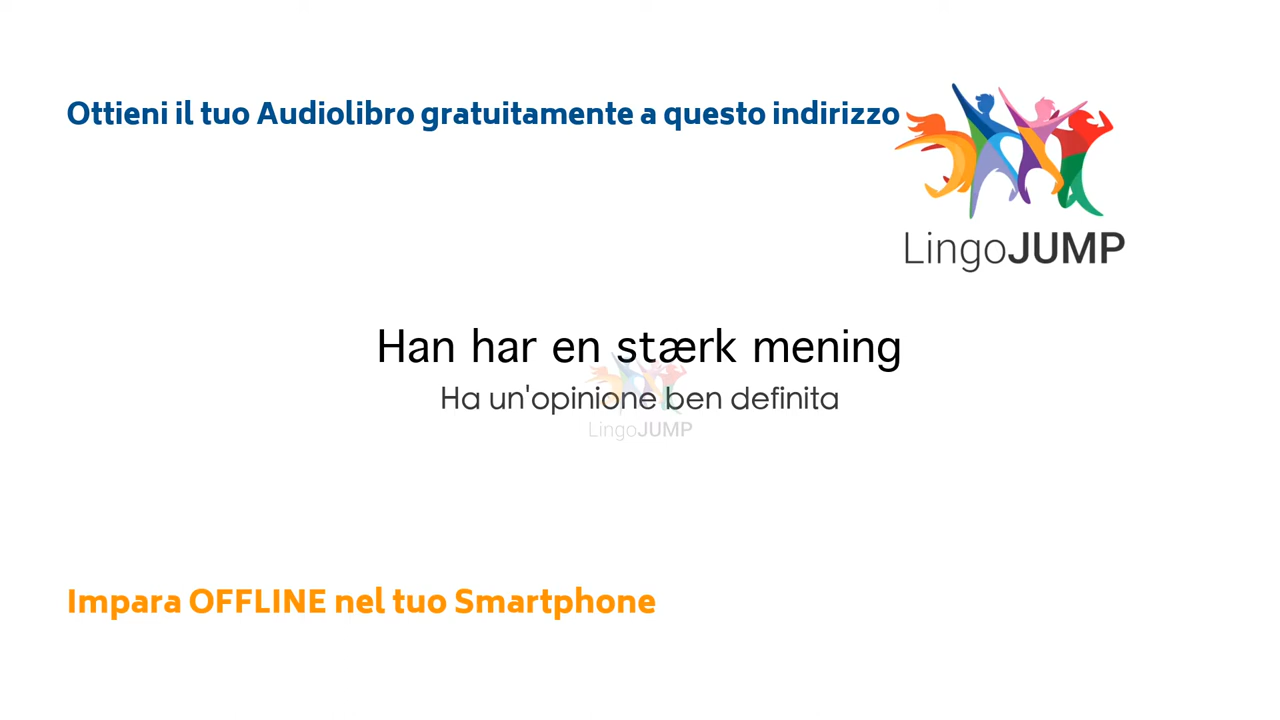 Ottieni il tuo Audiolibro gratuitamente a questo indirizzo
LingoJUMP
Han har en stærk mening
Ha un'opinione ben definita
LingoJUMP
Impara OFFLINE nel tuo Smartphone